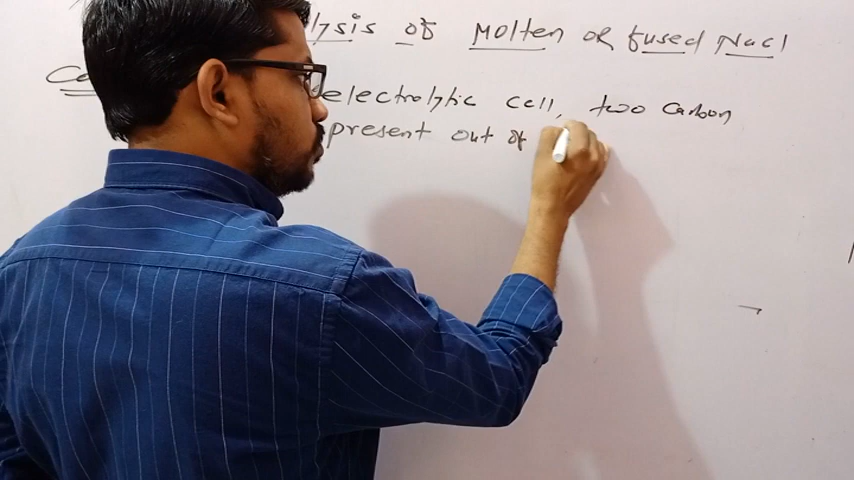 lysis of Molten or fused Nacl
electrolytic cell, two Carbon
present out of